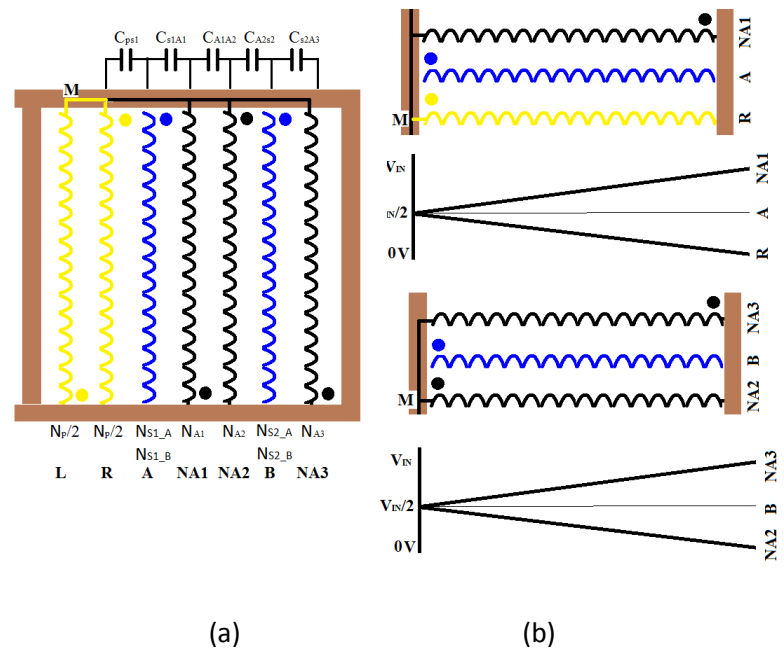 Cps1 Cs1A1 CA1A2 CA2s2 Cs2A3
M
NP/2 NP/2 NS1_A NA1 NA2 NS2_A NA3
NS1_B NS2_B
L R A NA1 NA2 B NA3
(a)
NA1
A
M R
VIN NA1
IN/2 A
0V R
NA3
B
M NA2
VIN NA3
VIN/2 B
0V NA2
(b)